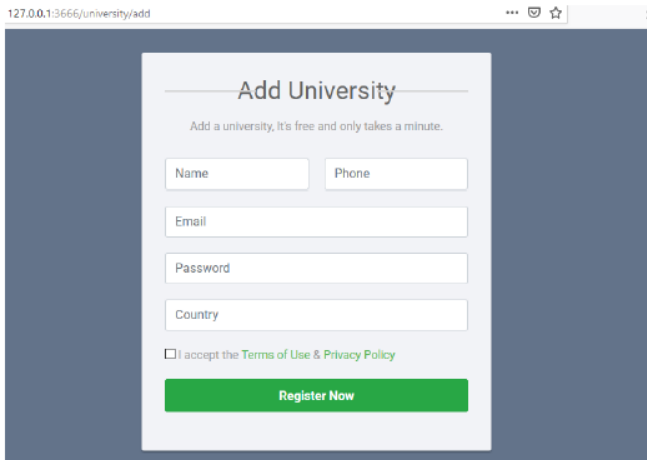 127.0.0.1:3666/university/add
Add University
Add a university, It's free and only takes a minute.
Name Phone
Email
Password
Country
I accept the Terms of Use & Privacy Policy
Register Now